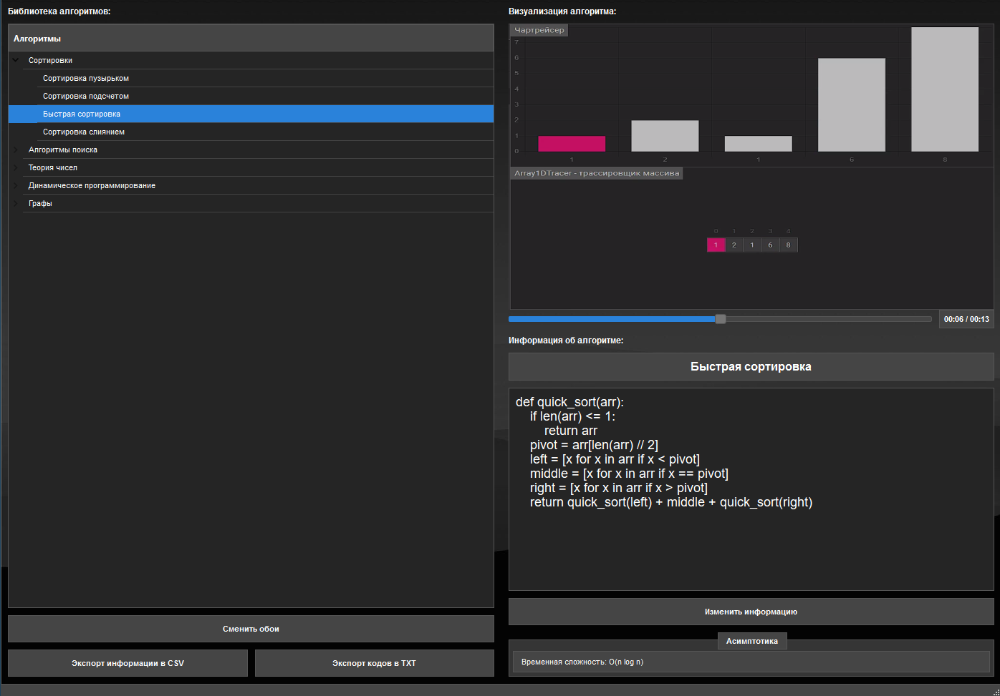 Библиотека алгоритмов:
Алгоритмы
Сортировки
Сортировка пузырьком
Сортировка подсчетом
Быстрая сортировка
Сортировка слиянием
Алгоритмы поиска
Теория чисел
Динамическое программирование
Графы
Сменить обои
Экспорт информации в CSV
Экспорт кодов в TXT
Визуализация алгоритма:
Чартрейсер
7
6
5
4
3
2
1
0
1 2 1 6 8
Array1DTracer - трассировщик массива
0 1 2 3 4
1 2 1 6 8
00:06 / 00:13
Информация об алгоритме:
Быстрая сортировка
def quick_sort(arr):
    if len(arr) <= 1:
        return arr
    pivot = arr[len(arr) // 2]
    left = [x for x in arr if x < pivot]
    middle = [x for x in arr if x == pivot]
    right = [x for x in arr if x > pivot]
    return quick_sort(left) + middle + quick_sort(right)
Изменить информацию
Асимптотика
Временная сложность: O(n log n)